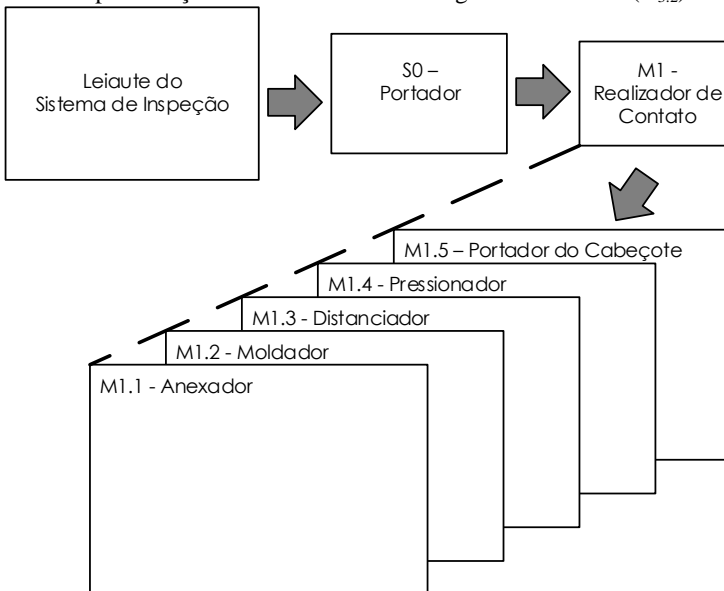 Leiaute do
Sistema de Inspeção
S0 –
Portador
M1 -
Realizador de
Contato
M1.5 – Portador do Cabeçote
M1.4 - Pressionador
M1.3 - Distanciador
M1.2 - Moldador
M1.1 - Anexador